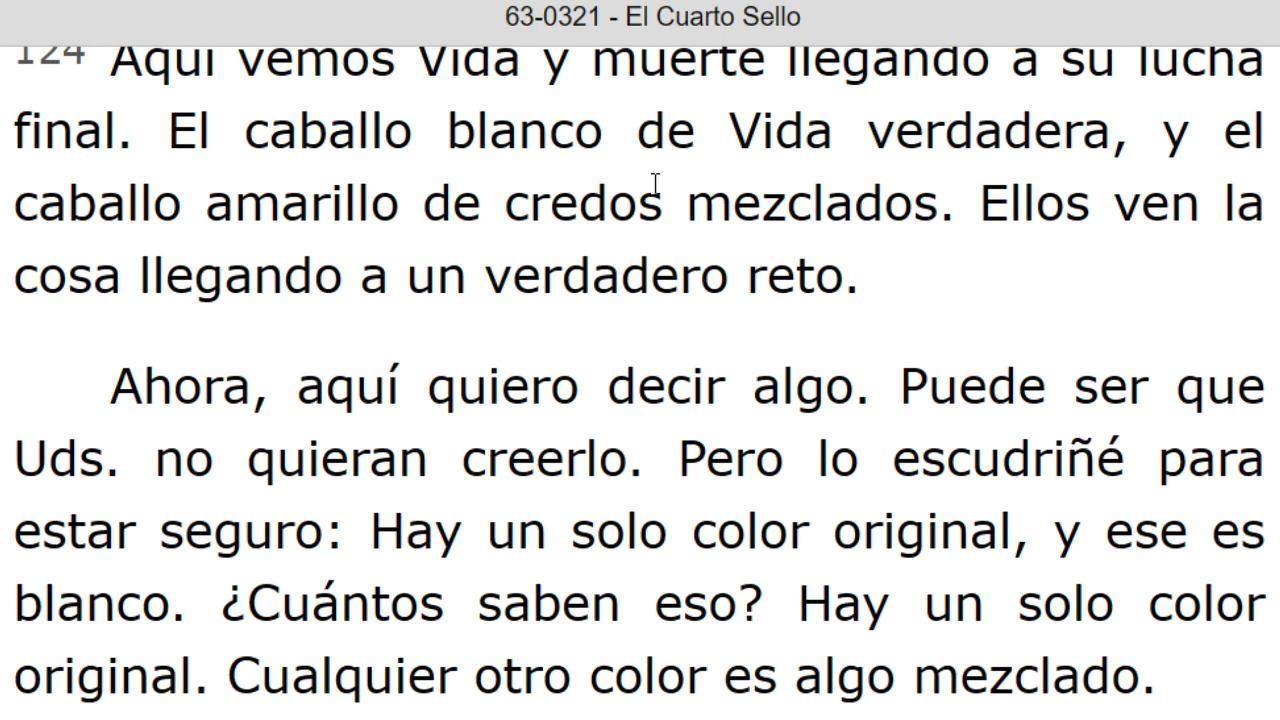 63-0321 - El Cuarto Sello
124 Aquí vemos Vida y muerte llegando a su lucha
final. El caballo blanco de Vida verdadera, y el
caballo amarillo de credos mezclados. Ellos ven la
cosa llegando a un verdadero reto.
Ahora, aquí quiero decir algo. Puede ser que
Uds. no quieran creerlo. Pero lo escudriñé para
estar seguro: Hay un solo color original, y ese es
blanco. ¿Cuántos saben eso? Hay un solo color
original. Cualquier otro color es algo mezclado.